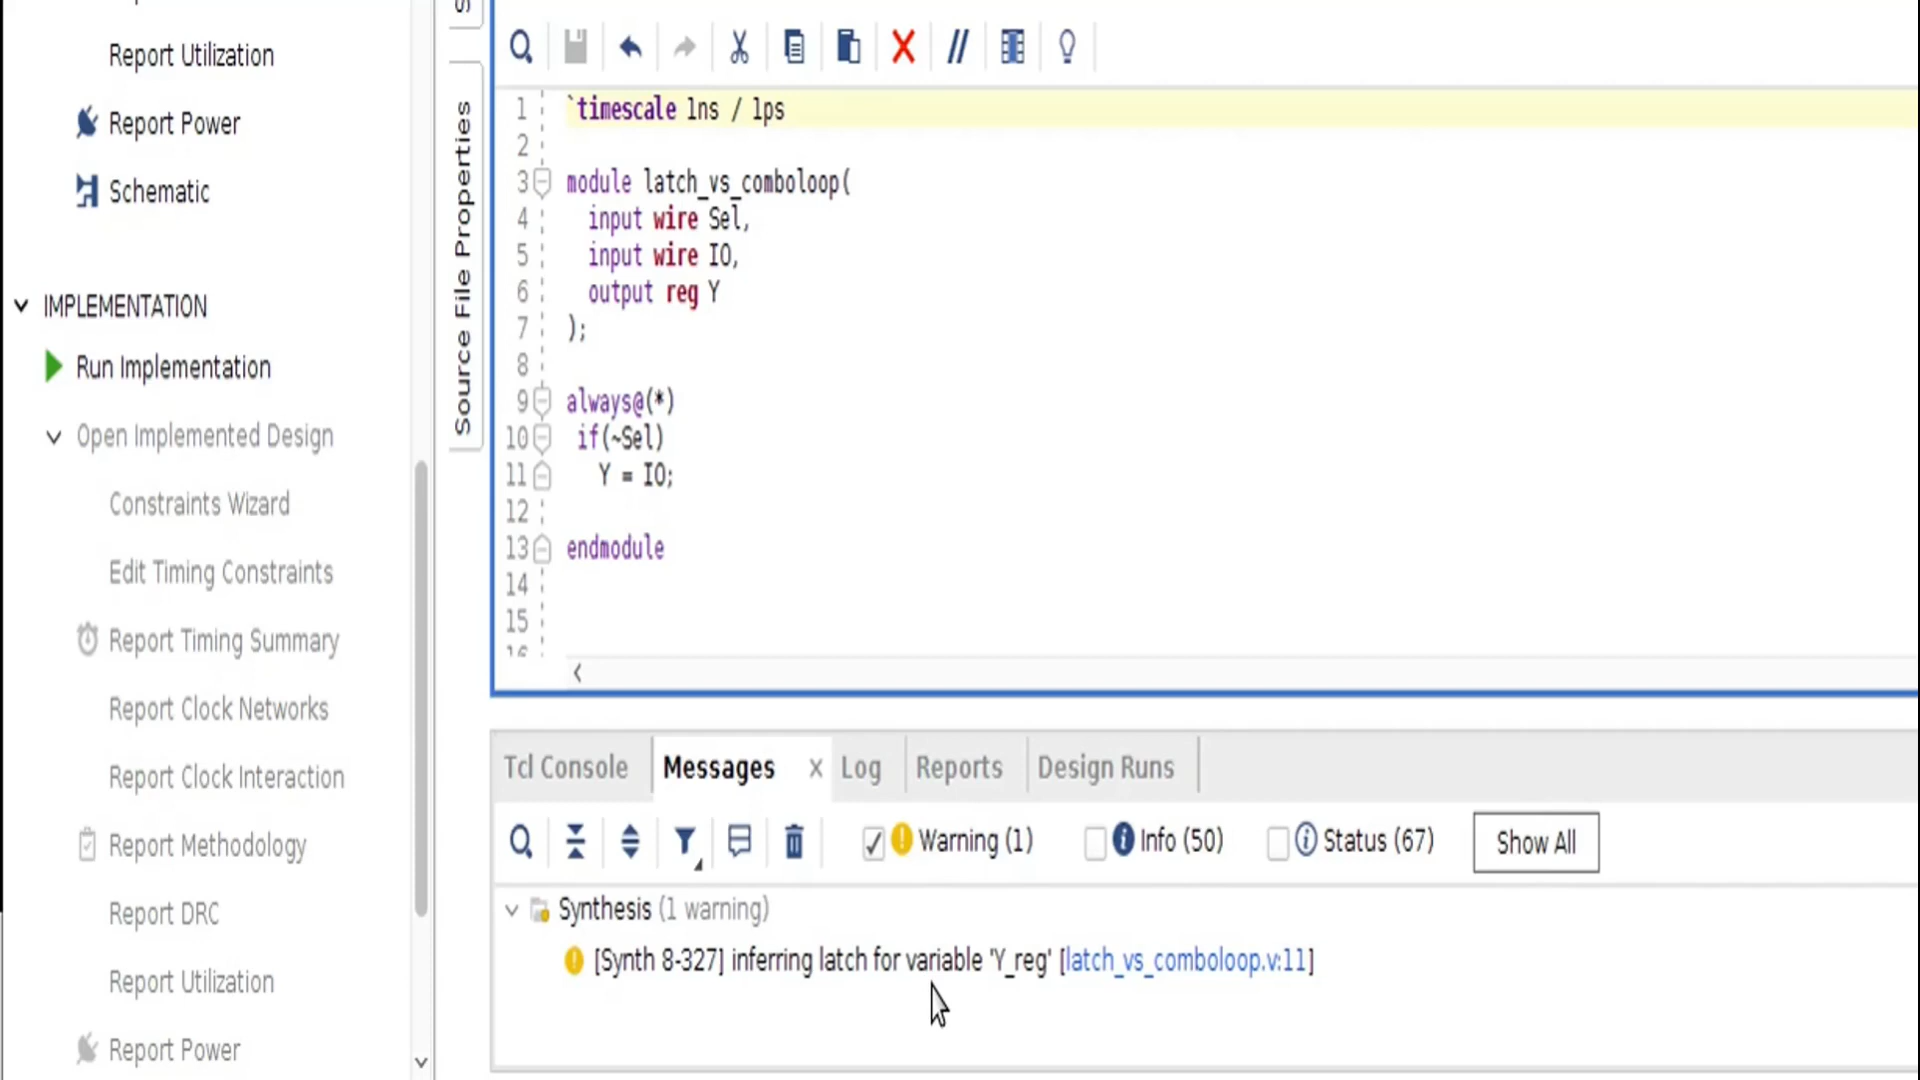 Report Utilization
Report Power
Schematic
IMPLEMENTATION
Run Implementation
Open Implemented Design
Constraints Wizard
Edit Timing Constraints
Report Timing Summary
Report Clock Networks
Report Clock Interaction
Report Methodology
Report DRC
Report Utilization
Report Power
Source File Properties
1 `timescale 1ns / 1ps
2
3 module latch_vs_comboloop(
4 input wire Sel,
5 input wire IO,
6 output reg Y
7 );
8
9 always@(*)
10 if(~Sel)
11 Y = IO;
12
13 endmodule
14
15
Tcl Console Messages × Log Reports Design Runs
Warning (1) Info (50) Status (67) Show All
Synthesis (1 warning)
[Synth 8-327] inferring latch for variable 'Y_reg' [latch_vs_comboloop.v:11]